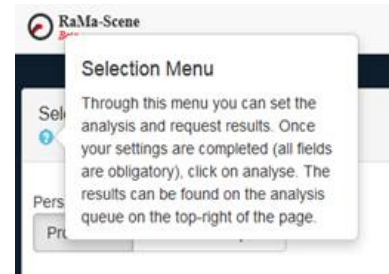 RaMa-Scene
Beta
Selection Menu
Sel
Through this menu you can set the
analysis and request results. Once
your settings are completed (all fields
are obligatory), click on analyse. The
results can be found on the analysis
queue on the top-right of the page.
Pers
Pro